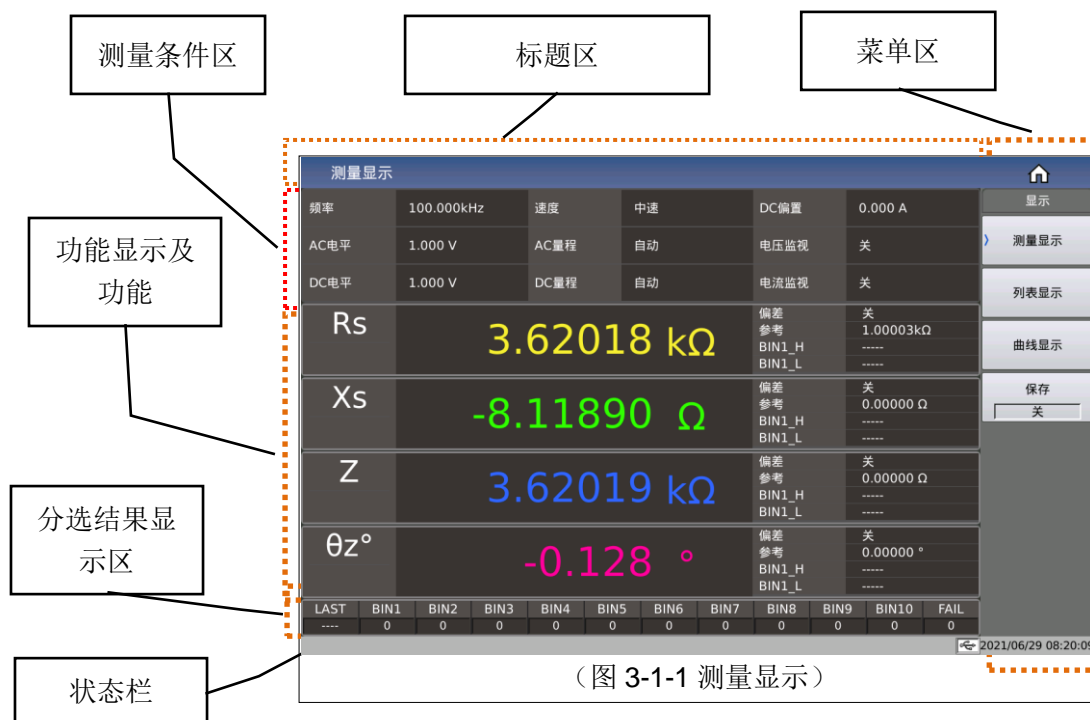 测量条件区
标题区
菜单区
功能显示及
功能
分选结果显
示区
状态栏
测量显示
频率 100.000kHz 速度 中速 DC偏置 0.000 A
AC电平 1.000 V AC量程 自动 电压监视 关
DC电平 1.000 V DC量程 自动 电流监视 关
Rs 3.62018 kΩ
偏差 关
参考 1.00003kΩ
BIN1_H -----
BIN1_L -----
Xs -8.11890 Ω
偏差 关
参考 0.00000 Ω
BIN1_H -----
BIN1_L -----
Z 3.62019 kΩ
偏差 关
参考 0.00000 Ω
BIN1_H -----
BIN1_L -----
θz° -0.128 °
偏差 关
参考 0.00000 °
BIN1_H -----
BIN1_L -----
LAST BIN1 BIN2 BIN3 BIN4 BIN5 BIN6 BIN7 BIN8 BIN9 BIN10 FAIL
---- 0 0 0 0 0 0 0 0 0 0 0
显示
测量显示
列表显示
曲线显示
保存
关
2021/06/29 08:20:09
（图 3-1-1 测量显示）